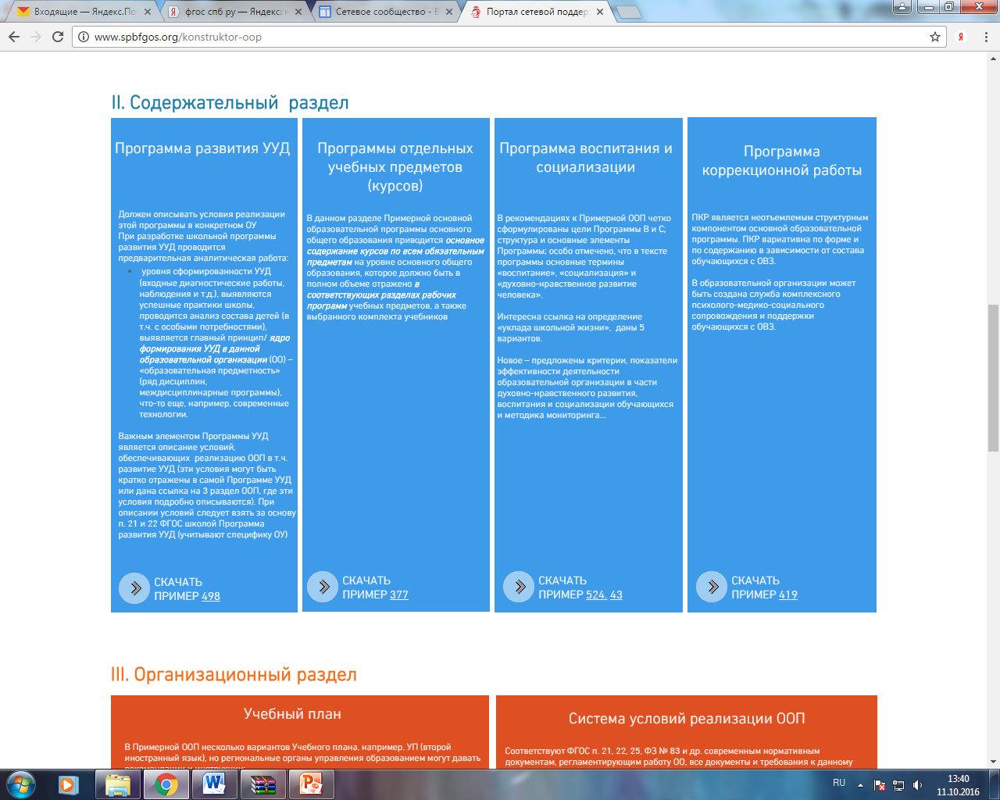 Входящие — Яндекс.По
фгос спб ру — Яндекс: н
Сетевое сообщество - В
Портал сетевой поддер
www.spbfgos.org/konstruktor-oop
II. Содержательный раздел
Программа развития УУД
Должен описывать условия реализации
этой программы в конкретном ОУ
При разработке школьной программы
развития УУД проводится
предварительная аналитическая работа:
• уровня сформированности УУД
(входные диагностические работы,
наблюдения и т.д.), выявляются
успешные практики школы,
проводится анализ состава детей (в
т.ч. с особыми потребностями),
выявляется главный принцип/ ядро
формирования УУД в данной
образовательной организации (ОО) –
«образовательная предметность»
(ряд дисциплин,
междисциплинарные программы),
что-то еще, например, современные
технологии.
Важным элементом Программы УУД
является описание условий,
обеспечивающих реализацию ООП в т.ч.
развитие УУД (эти условия могут быть
кратко отражены в самой Программе УУД
или дана ссылка на 3 раздел ООП, где эти
условия подробно описываются). При
описании условий следует взять за основу
п. 21 и 22 ФГОС школой Программа
развития УУД (учитывают специфику ОУ)
СКАЧАТЬ
ПРИМЕР 498
Программы отдельных
учебных предметов
(курсов)
В данном разделе Примерной основной
образовательной программы основного
общего образования приводится основное
содержание курсов по всем обязательным
предметам на уровне основного общего
образования, которое должно быть в
полном объеме отражено в
соответствующих разделах рабочих
программ учебных предметов, а также
выбранного комплекта учебников
СКАЧАТЬ
ПРИМЕР 377
Программа воспитания и
социализации
В рекомендациях к Примерной ООП четко
сформулированы цели Программы В и С;
структура и основные элементы
Программы; особо отмечено, что в тексте
программы основные термины
«воспитание», «социализация» и
«духовно-нравственное развитие
человека».
Интересна ссылка на определение
«уклада школьной жизни», даны 5
вариантов.
Новое – предложены критерии, показатели
эффективности деятельности
образовательной организации в части
духовно-нравственного развития,
воспитания и социализации обучающихся
и методика мониторинга...
СКАЧАТЬ
ПРИМЕР 524, 43
Программа
коррекционной работы
ПКР является неотъемлемым структурным
компонентом основной образовательной
программы. ПКР вариативна по форме и
по содержанию в зависимости от состава
обучающихся с ОВЗ.
В образовательной организации может
быть создана служба комплексного
психолого-медико-социального
сопровождения и поддержки
обучающихся с ОВЗ.
СКАЧАТЬ
ПРИМЕР 419
III. Организационный раздел
Учебный план
В Примерной ООП несколько вариантов Учебного плана, например, УП (второй
иностранный язык), но региональные органы управления образованием могут давать
Система условий реализации ООП
Соответствуют ФГОС п. 21, 22, 25, ФЗ № 83 и др. современным нормативным
документам, регламентирующим работу ОО, все документы и требования к данному
RU
13:40
11.10.2016